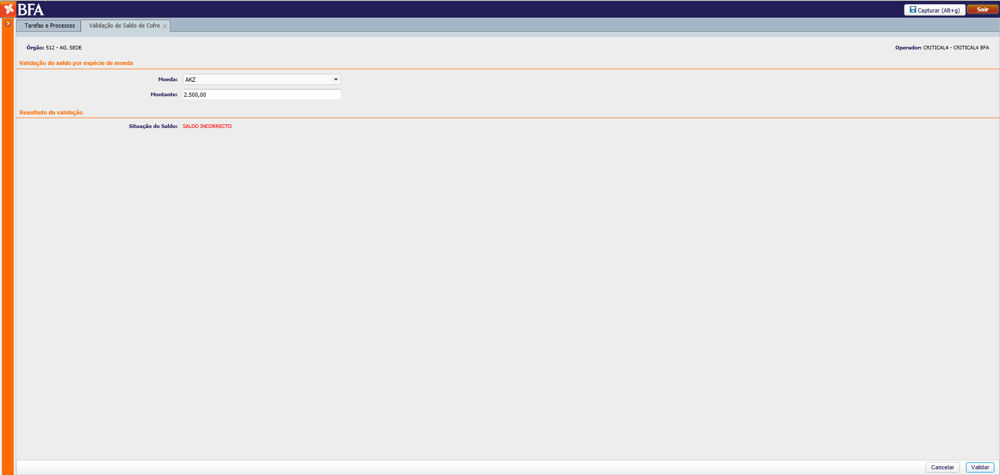 BFA
Capturar (Alt+g)
Sair
Tarefas e Processos
Validação de Saldo de Cofre
Órgão: 512 - AG. SEDE
Operador: CRITICAL4 - CRITICAL4 BFA
Validação do saldo por espécie de moeda
Moeda: AKZ
Montante: 2.500,00
Resultado da validação
Situação do Saldo: SALDO INCORRECTO
Cancelar
Validar